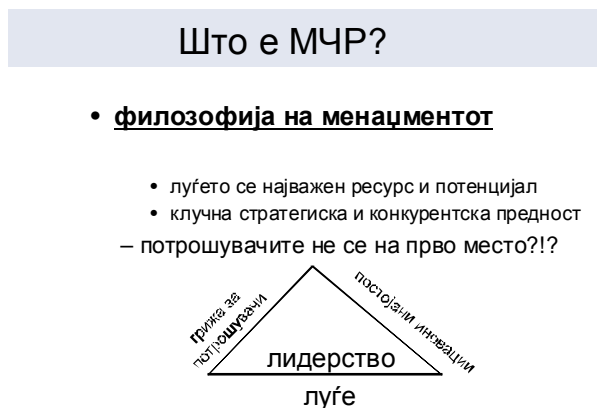 Што е МЧР?
• филозофија на менаџментот
• луѓето се најважен ресурс и потенцијал
• клучна стратегиска и конкурентска предност
– потрошувачите не се на прво место?!?
грижа за
потрошувачи
постојани иновации
лидерство
луѓе